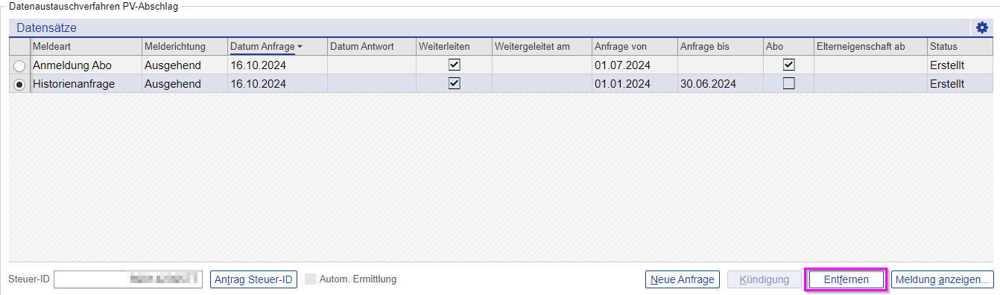 Datenaustauschverfahren PV-Abschlag
Datensätze
Meldeart Melderichtung Datum Anfrage Datum Antwort Weiterleiten Weitergeleitet am Anfrage von Anfrage bis Abo Elterneigenschaft ab Status
Anmeldung Abo Ausgehend 16.10.2024 01.07.2024 Erstellt
Historienanfrage Ausgehend 16.10.2024 01.01.2024 30.06.2024 Erstellt
Steuer-ID Antrag Steuer-ID Autom. Ermittlung Neue Anfrage Kündigung Entfernen Meldung anzeigen...